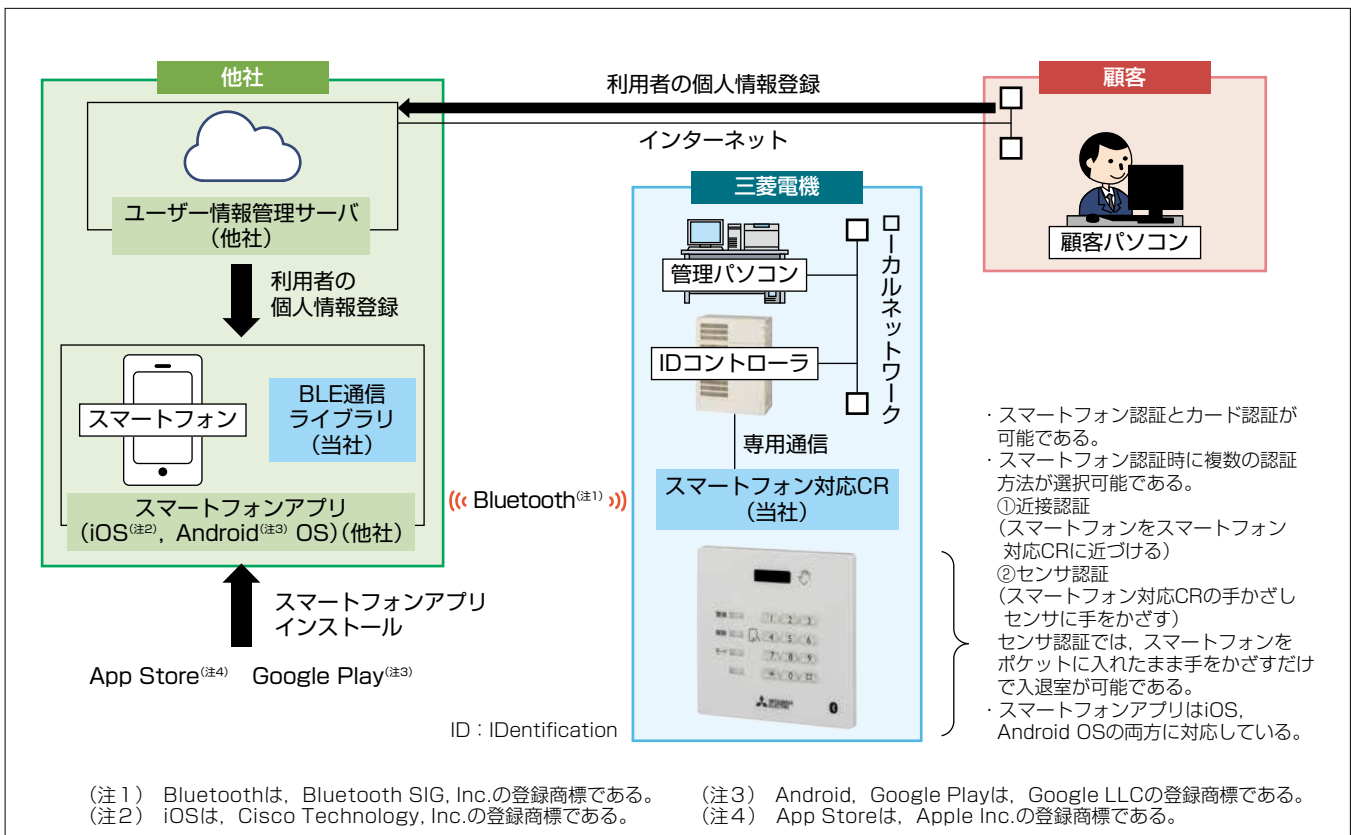 他社
利用者の個人情報登録
顧客
インターネット
ユーザー情報管理サーバ
(他社)
利用者の
個人情報登録
三菱電機
管理パソコン
ローカルネットワーク
顧客パソコン
IDコントローラ
専用通信
スマートフォン
BLE通信
ライブラリ
(当社)
スマートフォンアプリ
(iOS(注2), Android(注3) OS)(他社)
Bluetooth(注1)
スマートフォン対応CR
(当社)
スマートフォンアプリ
インストール
App Store(注4) Google Play(注3)
1 2 3
4 5 6
7 8 9
0
MITSUBISHI
ELECTRIC
・スマートフォン認証とカード認証が
可能である。
・スマートフォン認証時に複数の認証
方法が選択可能である。
①近接認証
(スマートフォンをスマートフォン
対応CRに近づける)
②センサ認証
(スマートフォン対応CRの手かざし
センサに手をかざす)
センサ認証では,スマートフォンを
ポケットに入れたまま手をかざすだけ
で入退室が可能である。
・スマートフォンアプリはiOS,
Android OSの両方に対応している。
ID:IDentification
(注1) Bluetoothは, Bluetooth SIG, Inc.の登録商標である。
(注2) iOSは, Cisco Technology, Inc.の登録商標である。
(注3) Android, Google Playは, Google LLCの登録商標である。
(注4) App Storeは, Apple Inc.の登録商標である。